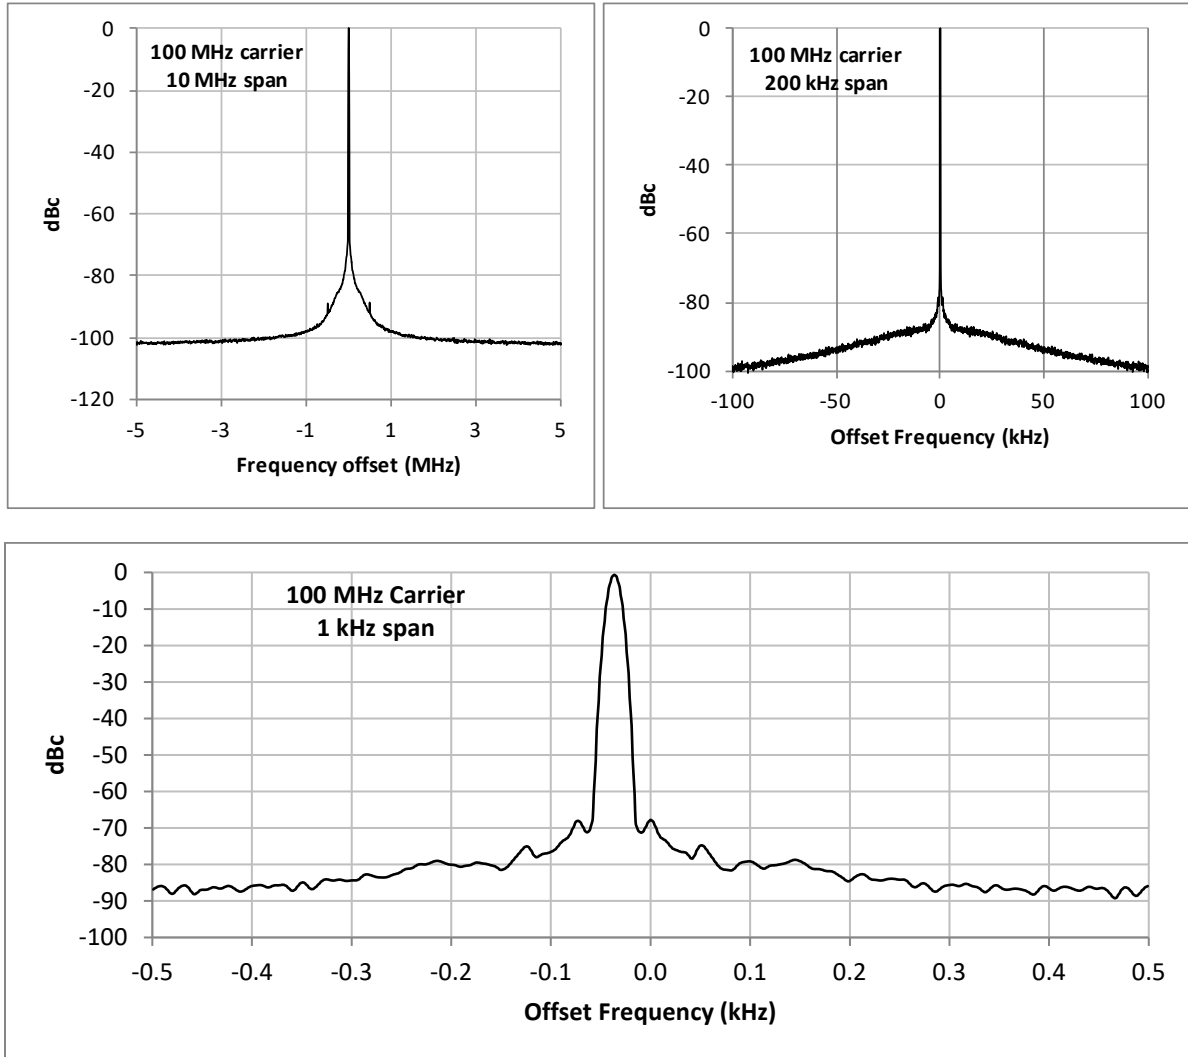 100 MHz carrier
10 MHz span
0
-20
-40
-60
-80
-100
-120
dBc
-5 -3 -1 1 3 5
Frequency offset (MHz)
100 MHz carrier
200 kHz span
0
-20
-40
-60
-80
-100
dBc
-100 -50 0 50 100
Offset Frequency (kHz)
100 MHz Carrier
1 kHz span
0
-10
-20
-30
-40
-50
-60
-70
-80
-90
-100
dBc
-0.5 -0.4 -0.3 -0.2 -0.1 0.0 0.1 0.2 0.3 0.4 0.5
Offset Frequency (kHz)